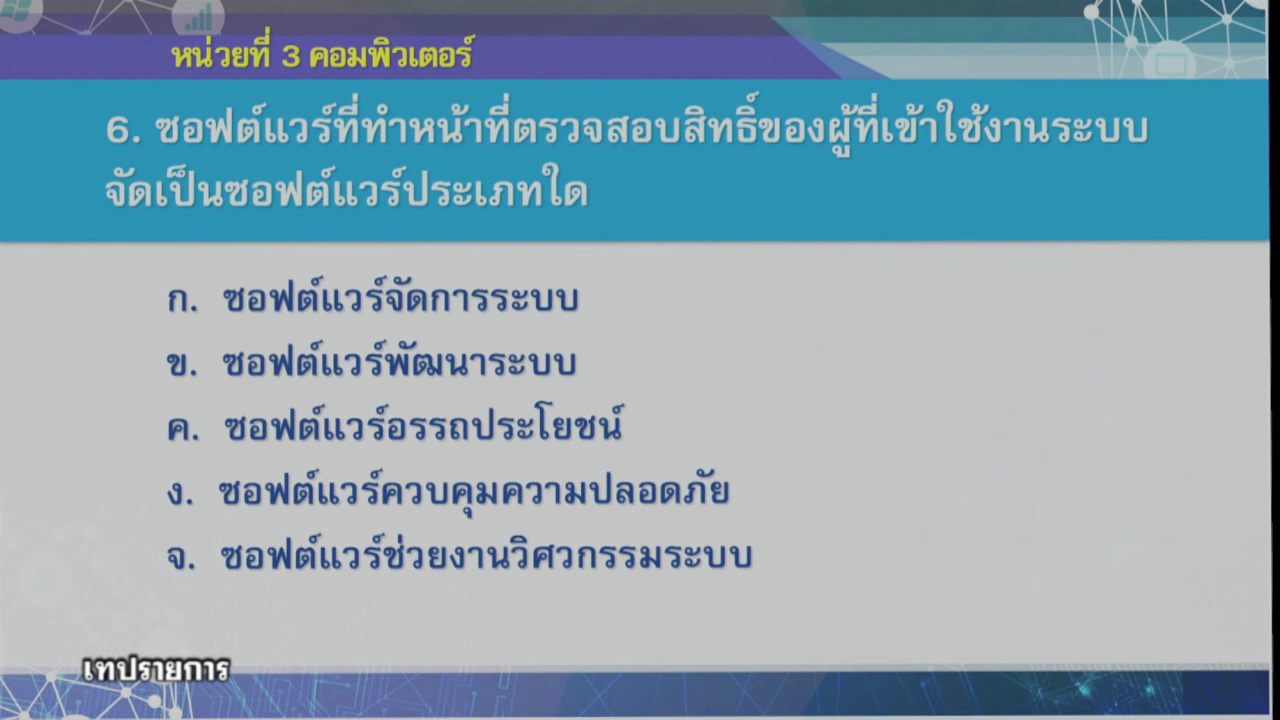 หน่วยที่ 3 คอมพิวเตอร์
6. ซอฟต์แวร์ที่ทำหน้าที่ตรวจสอบสิทธิ์ของผู้ที่เข้าใช้งานระบบ
จัดเป็นซอฟต์แวร์ประเภทใด
ก. ซอฟต์แวร์จัดการระบบ
ข. ซอฟต์แวร์พัฒนาระบบ
ค. ซอฟต์แวร์อรรถประโยชน์
ง. ซอฟต์แวร์ควบคุมความปลอดภัย
จ. ซอฟต์แวร์ช่วยงานวิศวกรรมระบบ
เทปรายการ